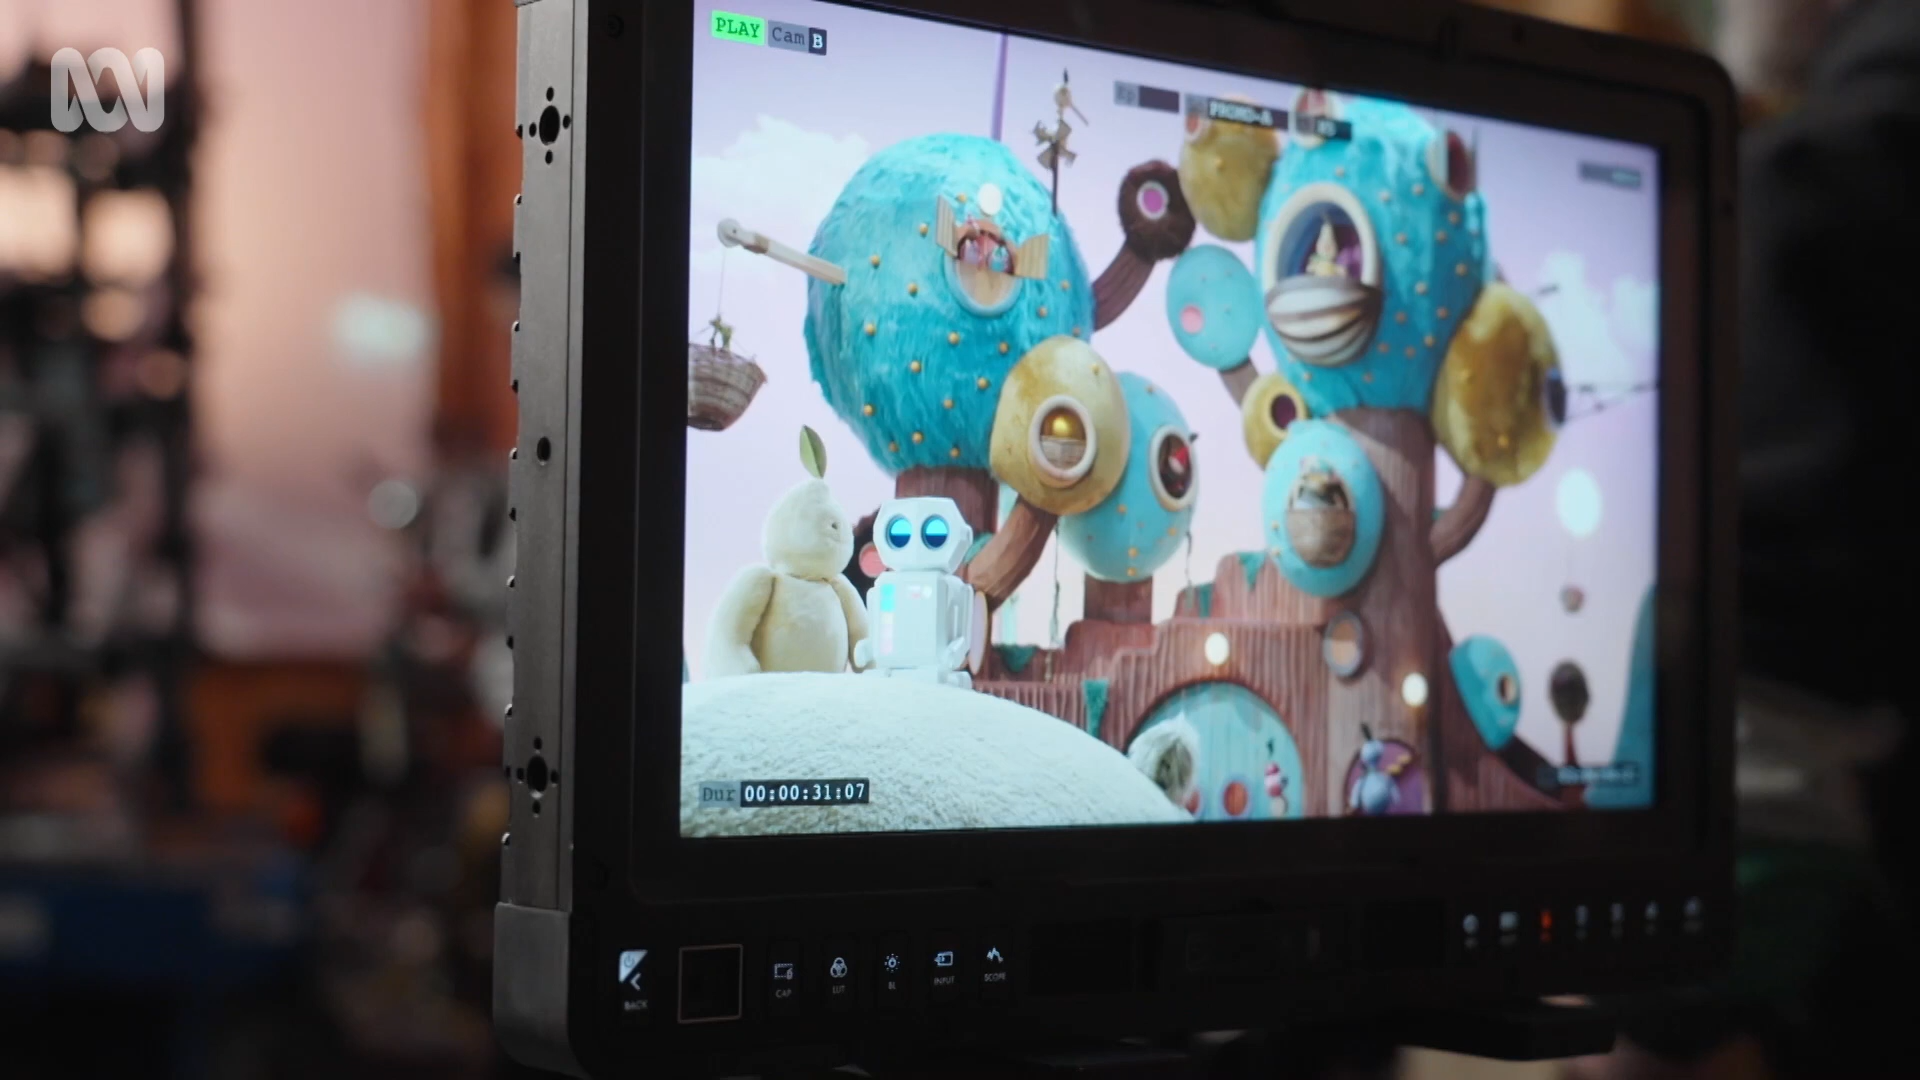 PLAY Cam B
PROMO-A
Dur 00:00:31:07
BACK
CAP
LUT
BL
INPUT
SCOPE